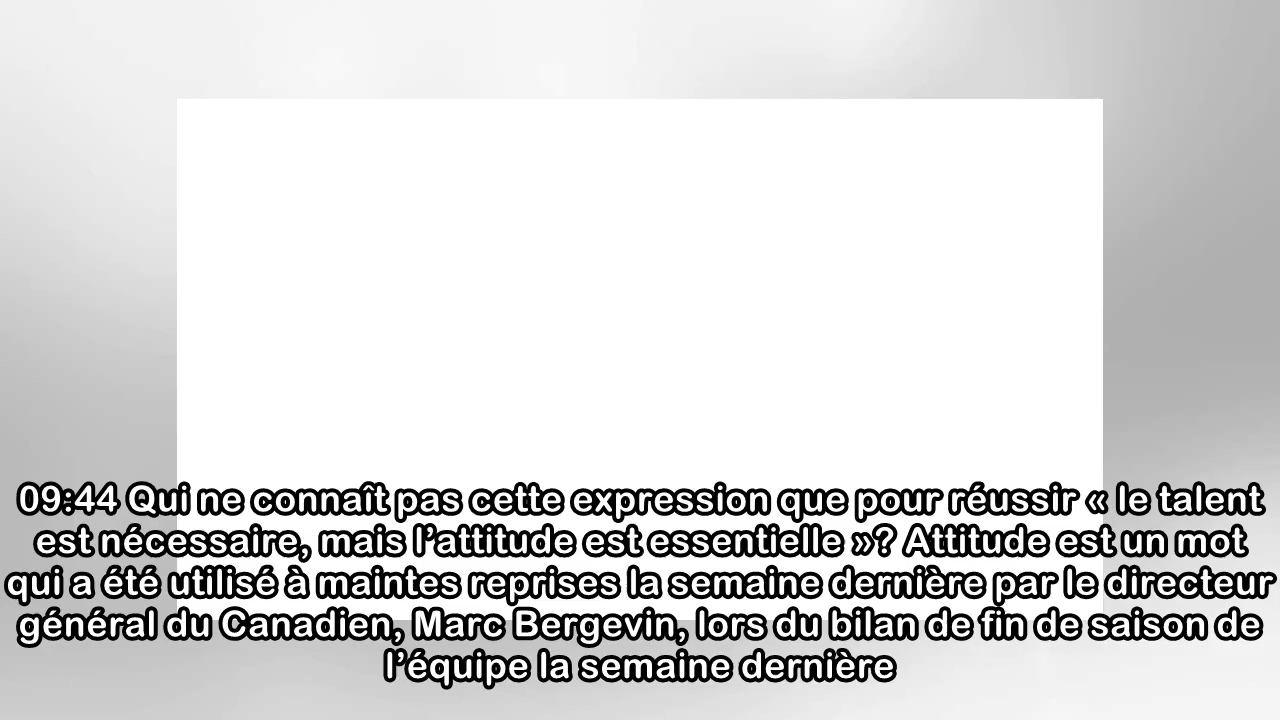 09:44 Qui ne connaît pas cette expression que pour réussir « le talent
est nécessaire, mais l’attitude est essentielle »? Attitude est un mot
qui a été utilisé à maintes reprises la semaine dernière par le directeur
général du Canadien, Marc Bergevin, lors du bilan de fin de saison de
l’équipe la semaine dernière